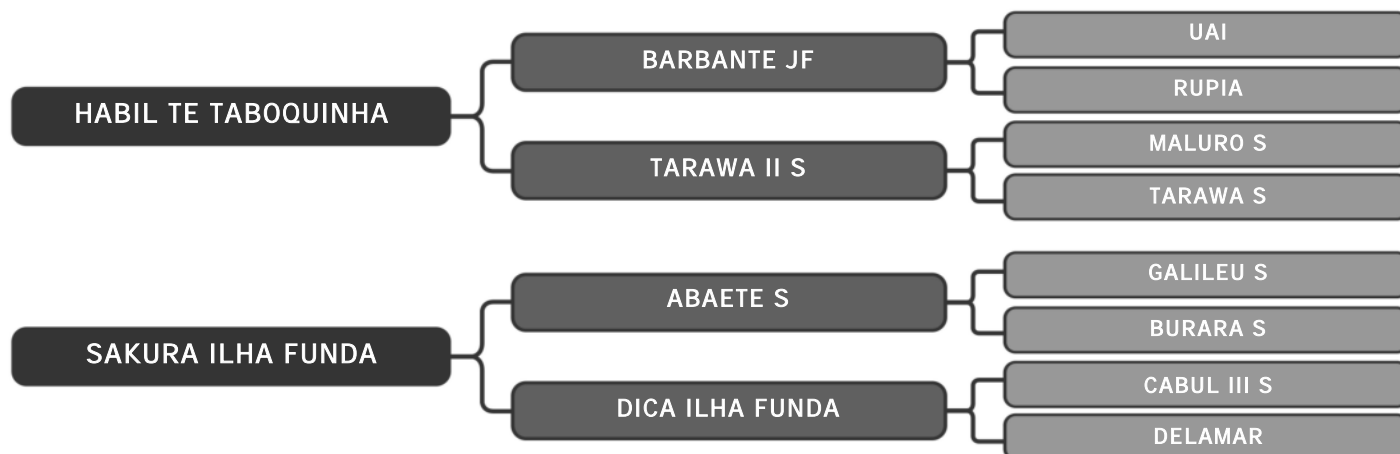 HABIL TE TABOQUINHA
BARBANTE JF
UAI
RUPIA
TARAWA II S
MALURO S
TARAWA S
SAKURA ILHA FUNDA
ABAETE S
GALILEU S
BURARA S
DICA ILHA FUNDA
CABUL III S
DELAMAR